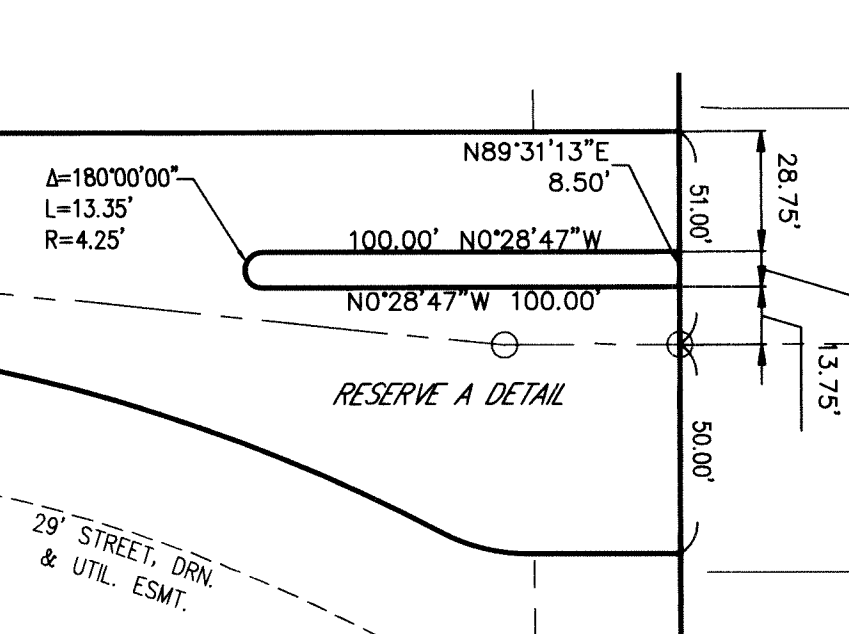 N89°31'13"E
8.50'
Δ=180°00'00"
L=13.35'
R=4.25'
51.00'
28.75'
100.00' N0°28'47"W
N0°28'47"W 100.00'
13.75'
RESERVE A DETAIL
50.00'
29' STREET, DRN.
& UTIL. ESMT.